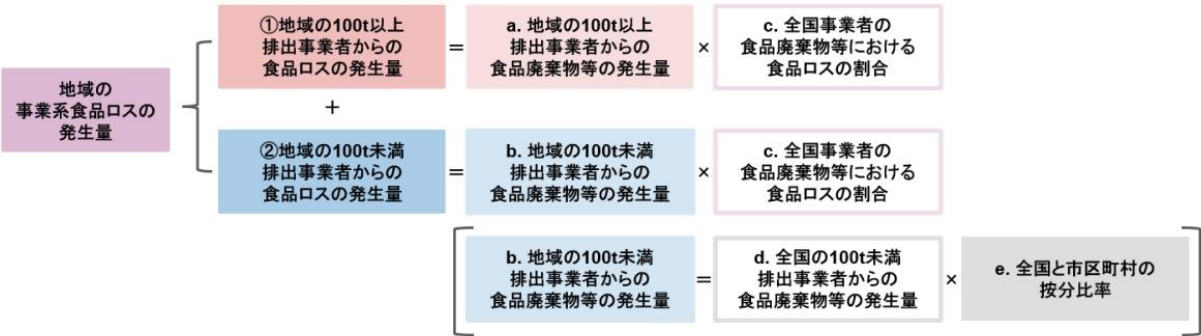 地域の
事業系食品ロスの
発生量
①地域の100t以上
排出事業者からの
食品ロスの発生量
=
a. 地域の100t以上
排出事業者からの
食品廃棄物等の発生量
×
c. 全国事業者の
食品廃棄物等における
食品ロスの割合
+
②地域の100t未満
排出事業者からの
食品ロスの発生量
=
b. 地域の100t未満
排出事業者からの
食品廃棄物等の発生量
×
c. 全国事業者の
食品廃棄物等における
食品ロスの割合
b. 地域の100t未満
排出事業者からの
食品廃棄物等の発生量
=
d. 全国の100t未満
排出事業者からの
食品廃棄物等の発生量
×
e. 全国と市区町村の
按分比率